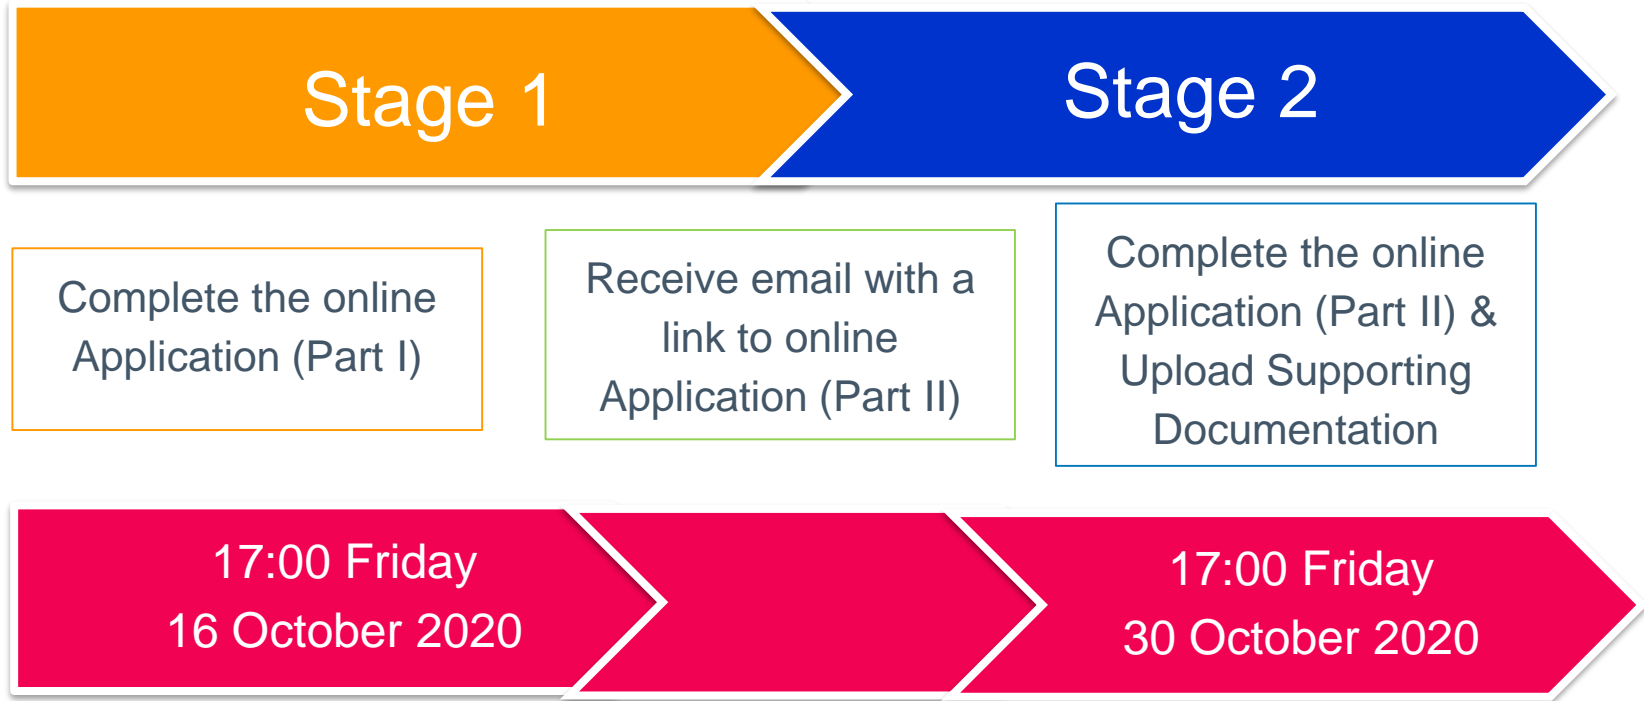 Stage 1
Stage 2
Complete the online
Application (Part I)
Receive email with a
link to online
Application (Part II)
Complete the online
Application (Part II) &
Upload Supporting
Documentation
17:00 Friday
16 October 2020
17:00 Friday
30 October 2020